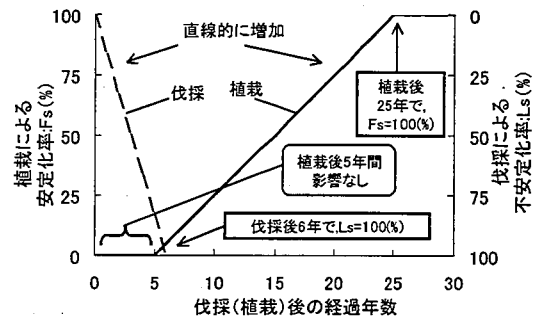 植栽による
安定化率:Fs(%)
100
75
50
25
0
直線的に増加
伐採
植栽
植栽後
25年で,
Fs=100(%)
植栽後5年間
影響なし
伐採後6年で,Ls=100(%)
0
25
50
75
100
伐採による
不安定化率:Ls(%)
0 5 10 15 20 25 30
伐採(植栽)後の経過年数